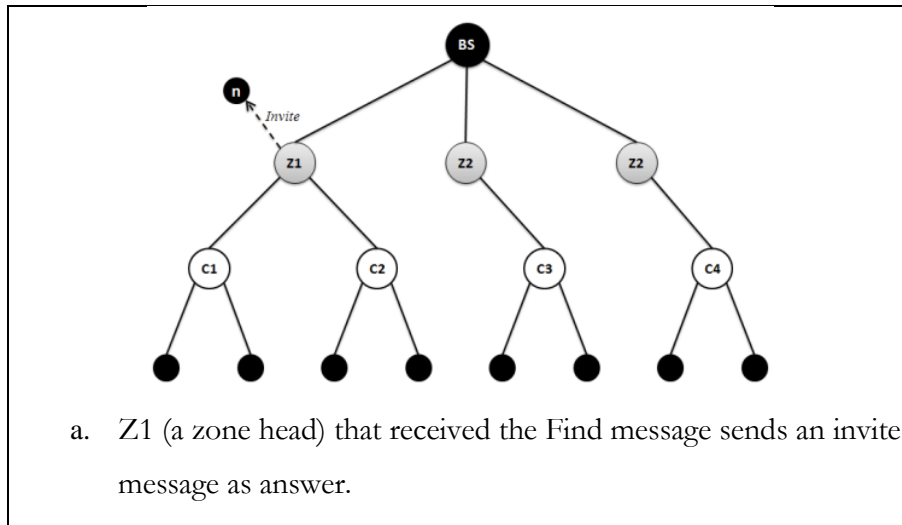 BS
n
Invite
Z1
Z2
Z2
C1
C2
C3
C4
a. Z1 (a zone head) that received the Find message sends an invite
message as answer.